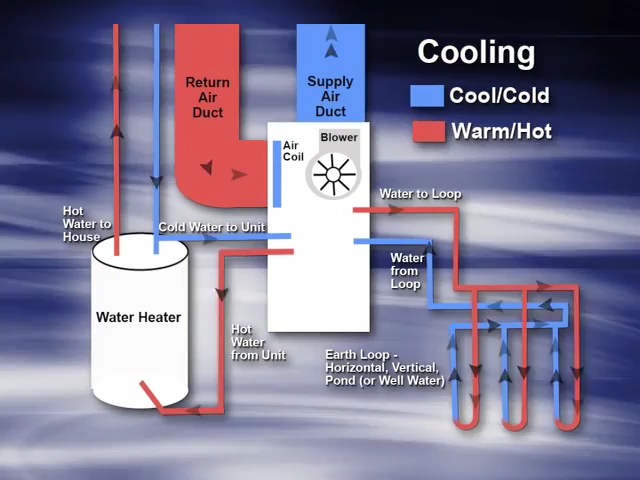 Cooling
Cool/Cold
Warm/Hot
Return
Air
Duct
Supply
Air
Duct
Air
Coil
Blower
Water to Loop
Hot
Water to
House
Cold Water to Unit
Water
from
Loop
Water Heater
Hot
Water
from Unit
Earth Loop -
Horizontal, Vertical,
Pond (or Well Water)